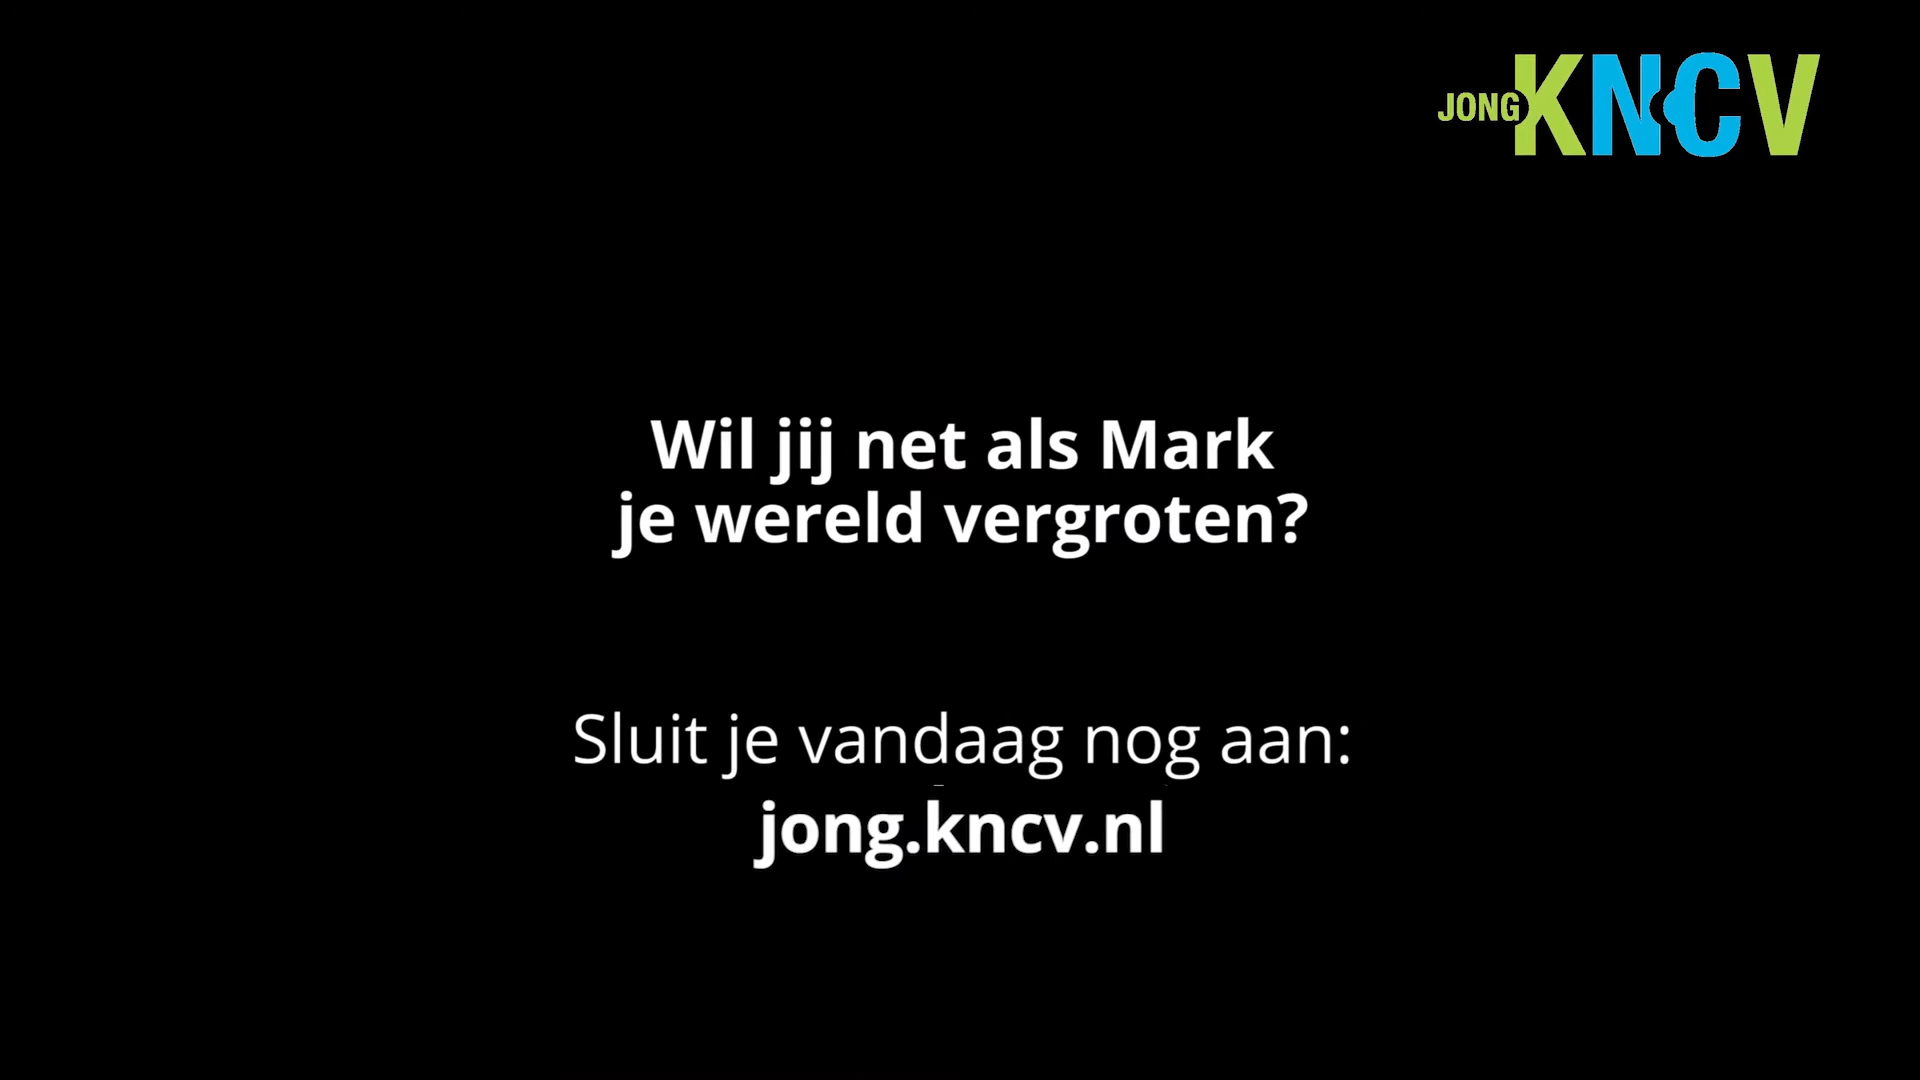 JONG KNCV
Wil jij net als Mark
je wereld vergroten?
Sluit je vandaag nog aan:
jong.kncv.nl